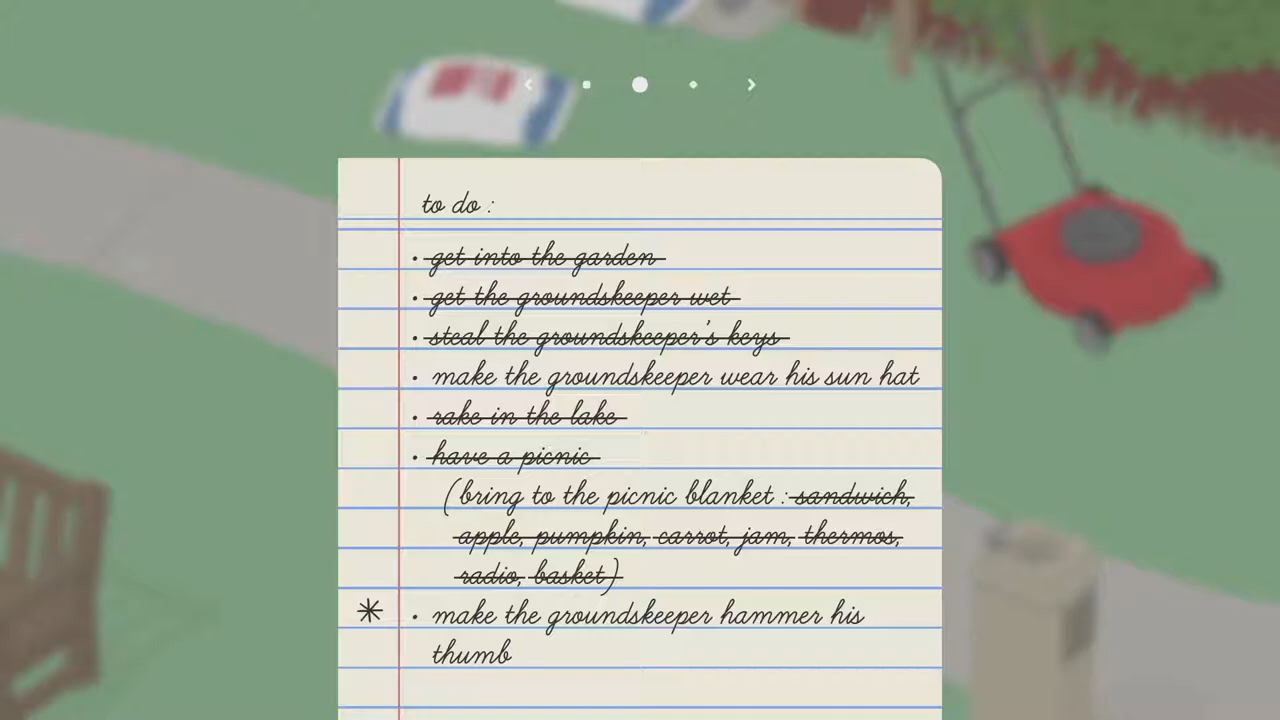 to do :
• get into the garden
• get the groundskeeper wet
• steal the groundskeeper's keys
• make the groundskeeper wear his sun hat
• rake in the lake
• have a picnic
(bring to the picnic blanket : sandwich,
apple, pumpkin, carrot, jam, thermos,
radio, basket)
• make the groundskeeper hammer his
thumb